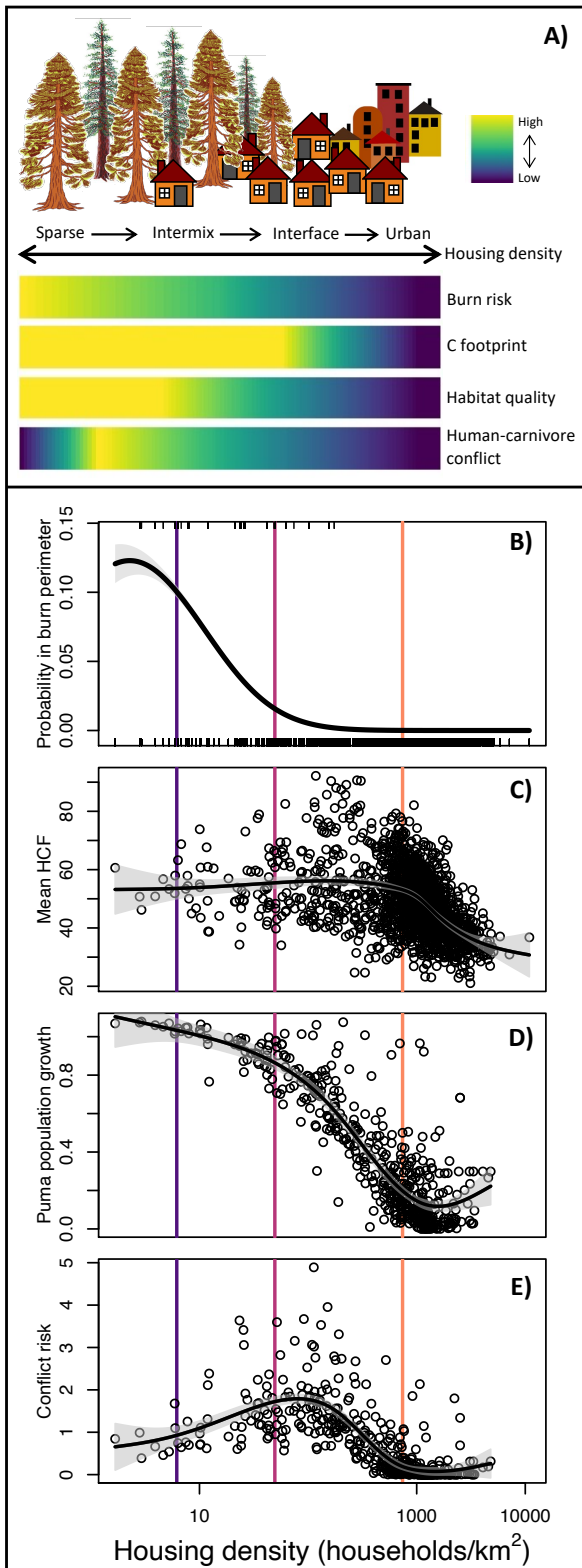 A)
High
Low
Sparse Intermix Interface Urban
Housing density
Burn risk
C footprint
Habitat quality
Human-carnivore
conflict
B)
Probability in burn perimeter
0.00 0.05 0.10 0.15
C)
Mean HCF
20 40 60 80
D)
Puma population growth
0.0 0.4 0.8
E)
Conflict risk
0 1 2 3 4 5
10 1000 10000
Housing density (households/km²)